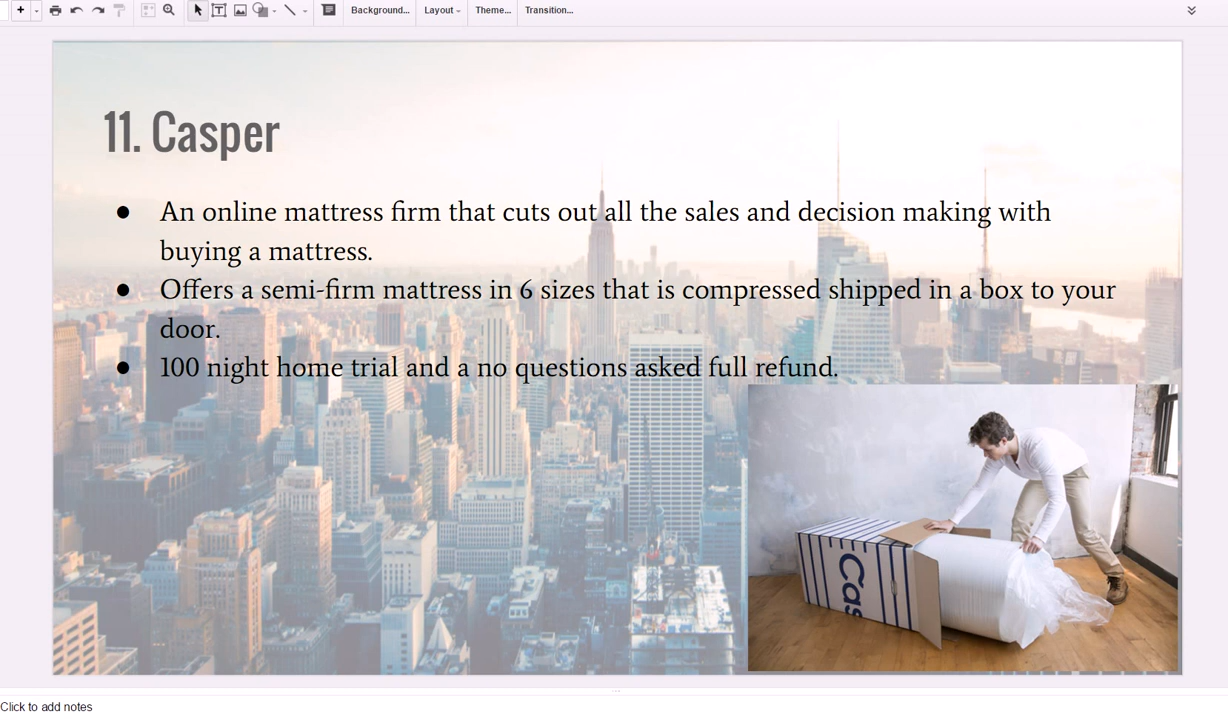 Background...
Layout
Theme...
Transition...
11. Casper
● An online mattress firm that cuts out all the sales and decision making with
buying a mattress.
● Offers a semi-firm mattress in 6 sizes that is compressed shipped in a box to your
door.
● 100 night home trial and a no questions asked full refund.
Cas
Click to add notes